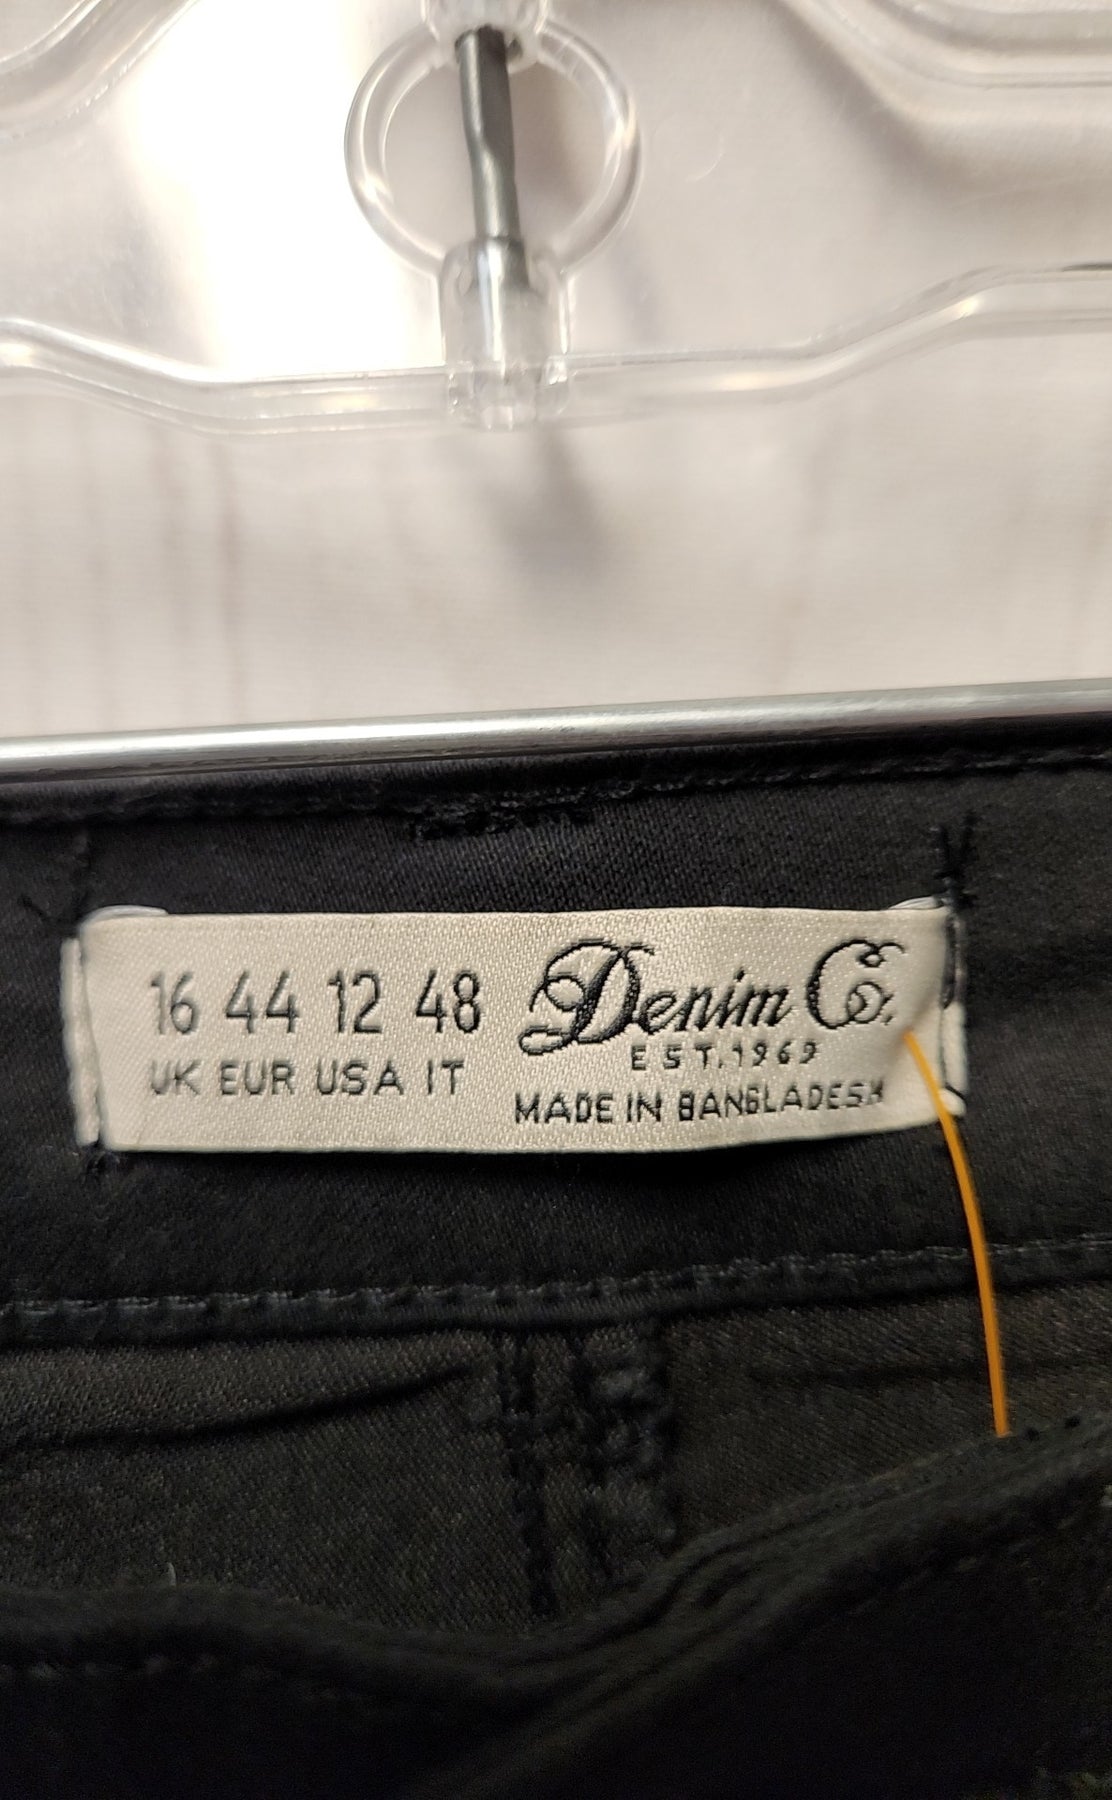 16 44 12 48
UK EUR USA IT
Denim Co.
EST.1969
MADE IN BANGLADESH